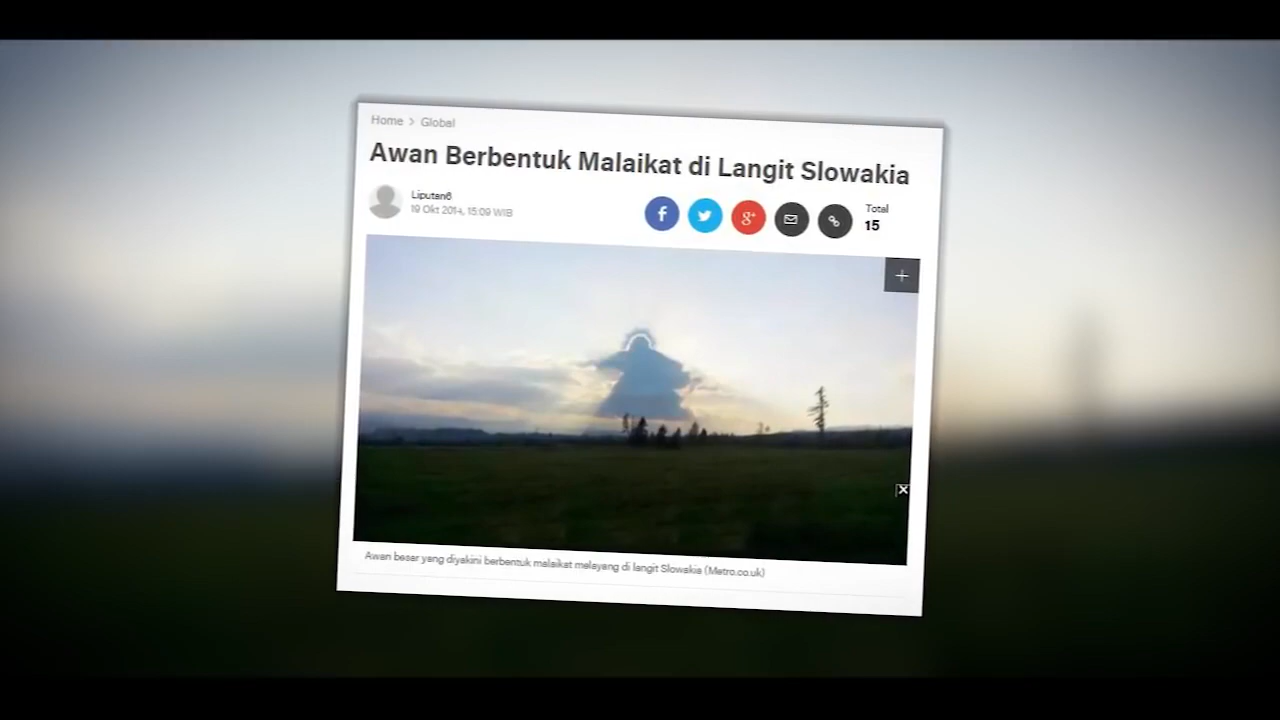 Home > Global
Awan Berbentuk Malaikat di Langit Slowakia
Liputan6
19 Okt 2014, 15:09 WIB
Total
15
Awan besar yang diyakini berbentuk malaikat melayang di langit Slowakia (Metro.co.uk)